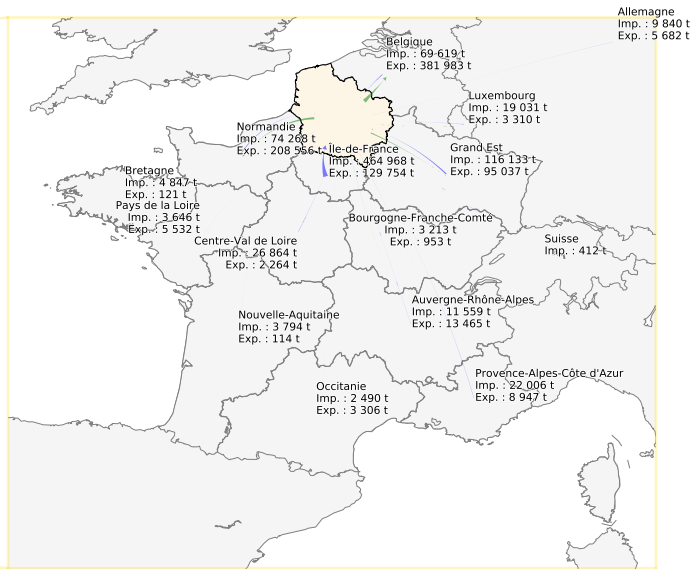 Allemagne
Imp. : 9 840 t
Exp. : 5 682 t
Belgique
Imp. : 69 619 t
Exp. : 381 983 t
Luxembourg
Imp. : 19 031 t
Exp. : 3 310 t
Normandie
Imp. : 74 268 t
Exp. : 208 556 t
Île-de-France
Imp. : 464 968 t
Exp. : 129 754 t
Grand Est
Imp. : 116 133 t
Exp. : 95 037 t
Bretagne
Imp. : 4 847 t
Exp. : 121 t
Pays de la Loire
Imp. : 3 646 t
Exp. : 5 532 t
Bourgogne-Franche-Comté
Imp. : 3 213 t
Exp. : 953 t
Centre-Val de Loire
Imp. : 26 864 t
Exp. : 2 264 t
Suisse
Imp. : 412 t
Auvergne-Rhône-Alpes
Imp. : 11 559 t
Exp. : 13 465 t
Nouvelle-Aquitaine
Imp. : 3 794 t
Exp. : 114 t
Provence-Alpes-Côte d'Azur
Imp. : 22 006 t
Exp. : 8 947 t
Occitanie
Imp. : 2 490 t
Exp. : 3 306 t